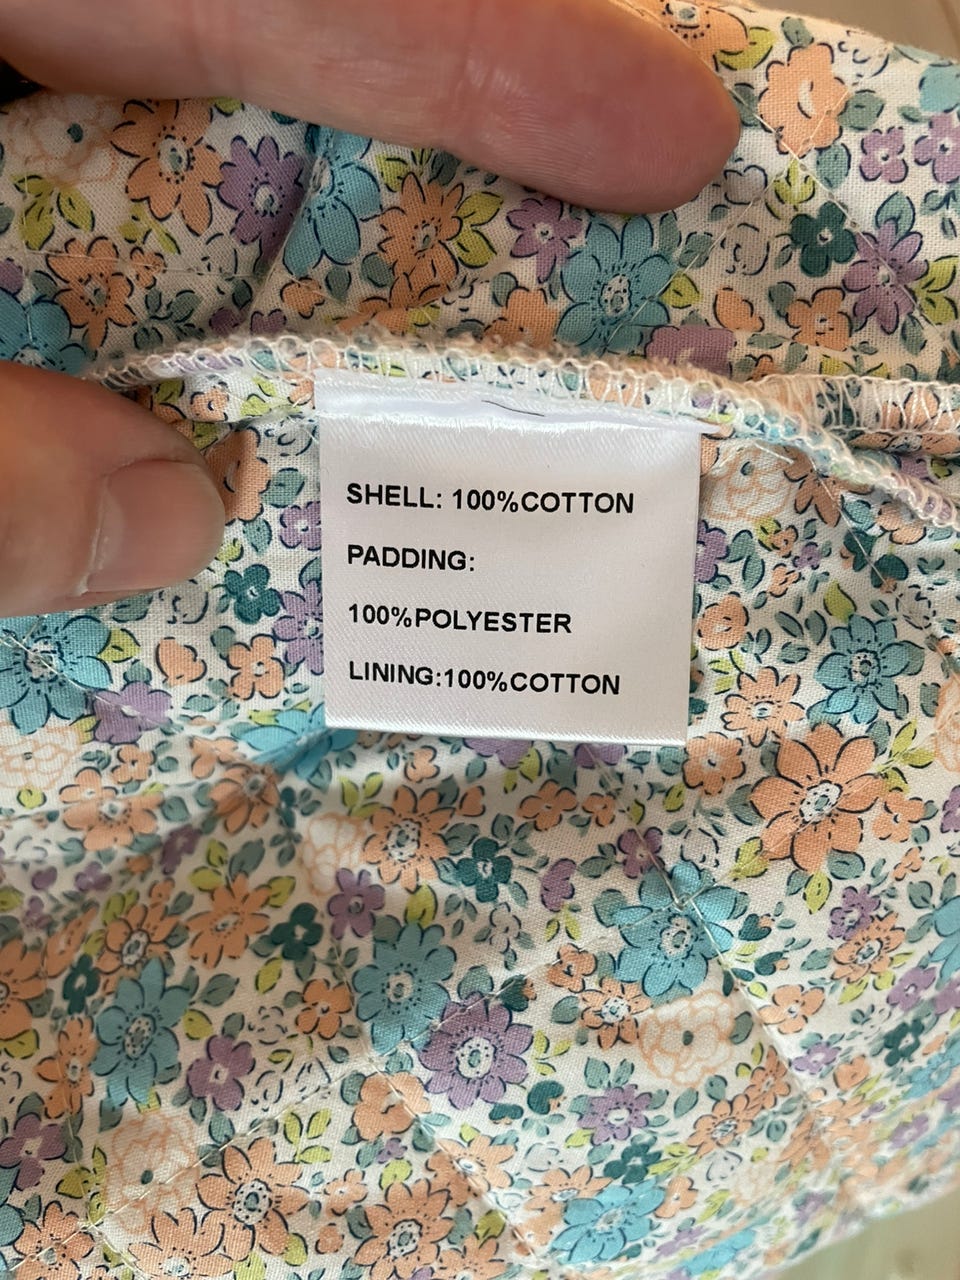 SHELL: 100%COTTON
PADDING:
100%POLYESTER
LINING:100%COTTON